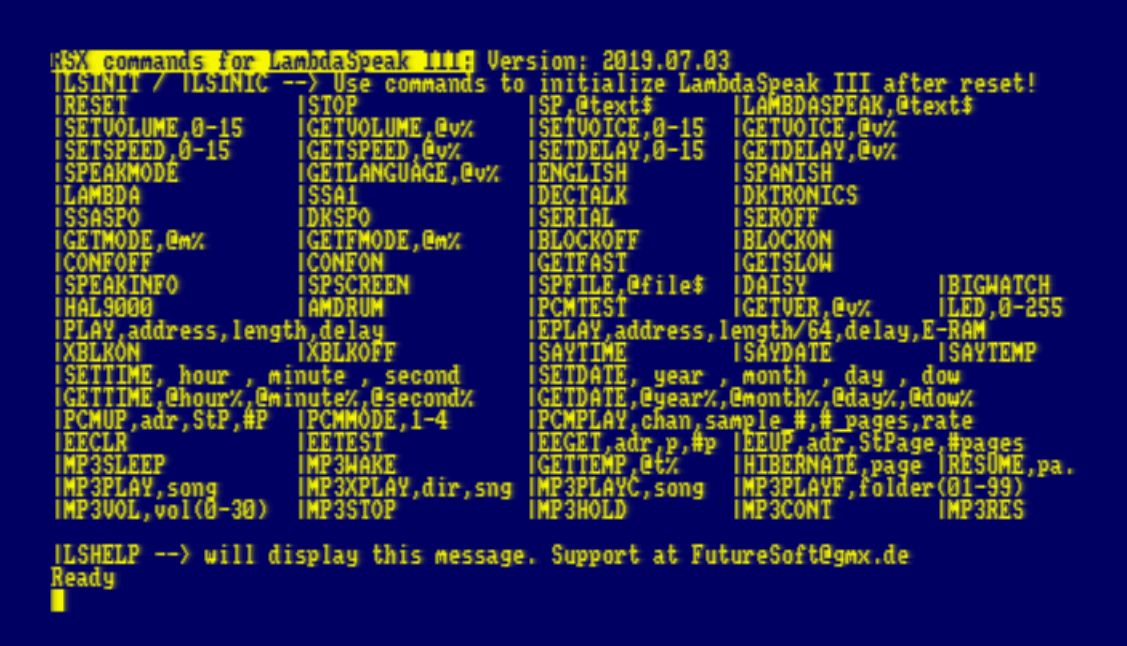 RSX commands for LambdaSpeak III: Version: 2019.07.03
|LSINIT / |LSINIC --> Use commands to initialize LambdaSpeak III after reset!
|RESET |STOP |SP,@text$ |LAMBDASPEAK,@text$
|SETVOLUME,0-15 |GETVOLUME,@v% |SETVOICE,0-15 |GETVOICE,@v%
|SETSPEED,0-15 |GETSPEED,@v% |SETDELAY,0-15 |GETDELAY,@v%
|SPEAKMODE |GETLANGUAGE,@v% |ENGLISH |SPANISH
|LAMBDA |SSA1 |DECTALK |DKTRONICS
|SSASPO |DKSPO |SERIAL |SEROFF
|GETMODE,@m% |GETFMODE,@m% |BLOCKOFF |BLOCKON
|CONFOFF |CONFON |GETFAST |GETSLOW
|SPEAKINFO |SPSCREEN |SPFILE,@file$ |DAISY |BIGWATCH
|HAL9000 |AMDRUM |PCMTEST |GETVER,@v% |LED,0-255
|PLAY,address,length,delay |EPLAY,address,length/64,delay,E-RAM
|XBLKON |XBLKOFF |SAYTIME |SAYDATE |SAYTEMP
|SETTIME, hour , minute , second |SETDATE, year , month , day , dow
|GETTIME,@hour%,@minute%,@second% |GETDATE,@year%,@month%,@day%,@dow%
|PCMUP,adr,StP,#P |PCMMODE,1-4 |PCMPLAY,chan,sample_#,#_pages,rate
|EECLR |EETEST |EEGET,adr,p,#p |EEUP,adr,StPage,#pages
|MP3SLEEP |MP3WAKE |GETTEMP,@t% |HIBERNATE,page |RESUME,pa.
|MP3PLAY,song |MP3XPLAY,dir,sng |MP3PLAYC,song |MP3PLAYF,folder(01-99)
|MP3VOL,vol(0-30) |MP3STOP |MP3HOLD |MP3CONT |MP3RES
|LSHELP --> will display this message. Support at FutureSoft@gmx.de
Ready